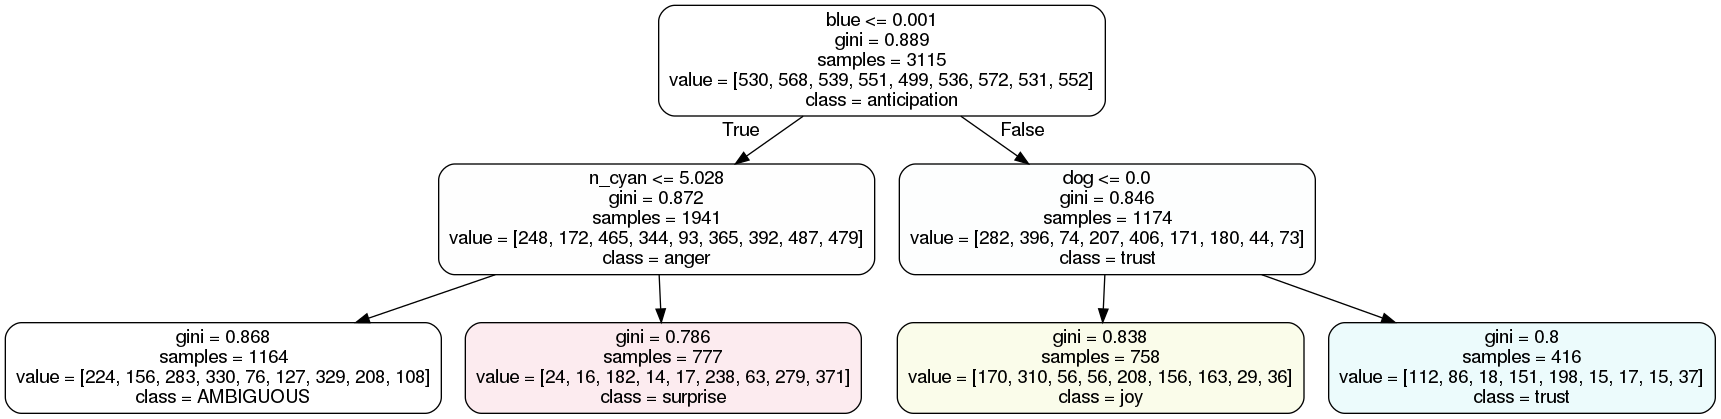 blue <= 0.001
gini = 0.889
samples = 3115
value = [530, 568, 539, 551, 499, 536, 572, 531, 552]
class = anticipation
True
False
n_cyan <= 5.028
gini = 0.872
samples = 1941
value = [248, 172, 465, 344, 93, 365, 392, 487, 479]
class = anger
dog <= 0.0
gini = 0.846
samples = 1174
value = [282, 396, 74, 207, 406, 171, 180, 44, 73]
class = trust
gini = 0.868
samples = 1164
value = [224, 156, 283, 330, 76, 127, 329, 208, 108]
class = AMBIGUOUS
gini = 0.786
samples = 777
value = [24, 16, 182, 14, 17, 238, 63, 279, 371]
class = surprise
gini = 0.838
samples = 758
value = [170, 310, 56, 56, 208, 156, 163, 29, 36]
class = joy
gini = 0.8
samples = 416
value = [112, 86, 18, 151, 198, 15, 17, 15, 37]
class = trust